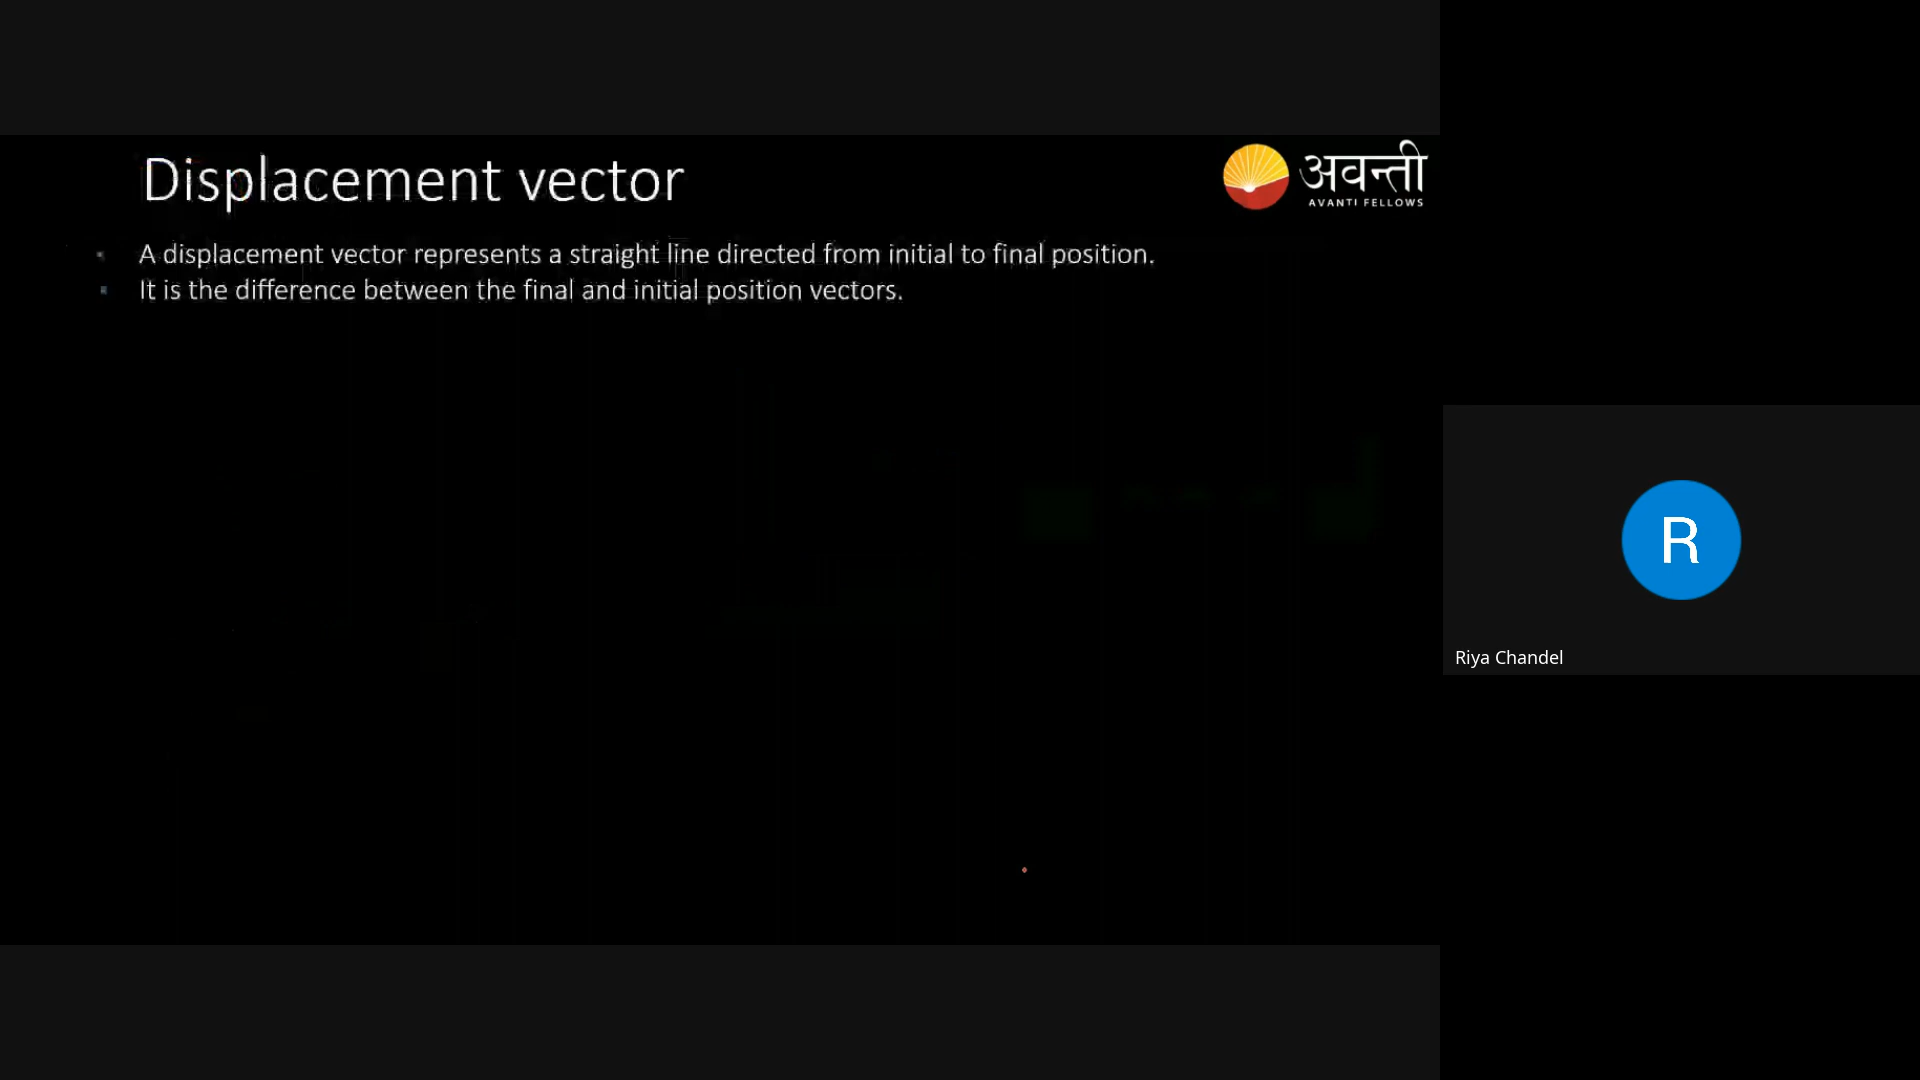 Displacement vector
अवन्ती
AVANTI FELLOWS
A displacement vector represents a straight line directed from initial to final position.
It is the difference between the final and initial position vectors.
R
Riya Chandel